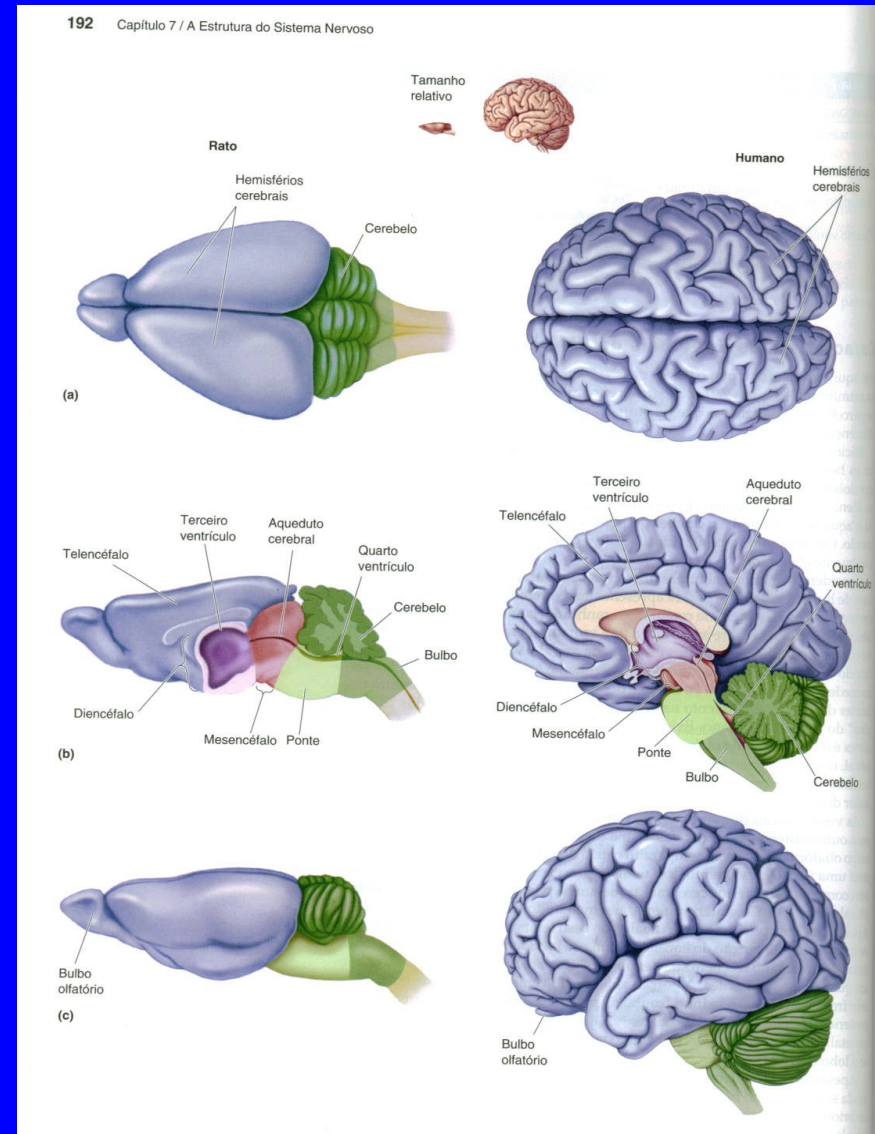 192 Capítulo 7 / A Estrutura do Sistema Nervoso
Tamanho
relativo
Rato
Humano
Hemisférios
cerebrais
Cerebelo
Hemisférios
cerebrais
(a)
Telencéfalo
Terceiro
ventrículo
Aqueduto
cerebral
Quarto
ventrículo
Cerebelo
Bulbo
Diencéfalo
Mesencéfalo
Ponte
(b)
Telencéfalo
Terceiro
ventrículo
Aqueduto
cerebral
Quarto
ventrículo
Diencéfalo
Mesencéfalo
Ponte
Bulbo
Cerebelo
Bulbo
olfatório
(c)
Bulbo
olfatório